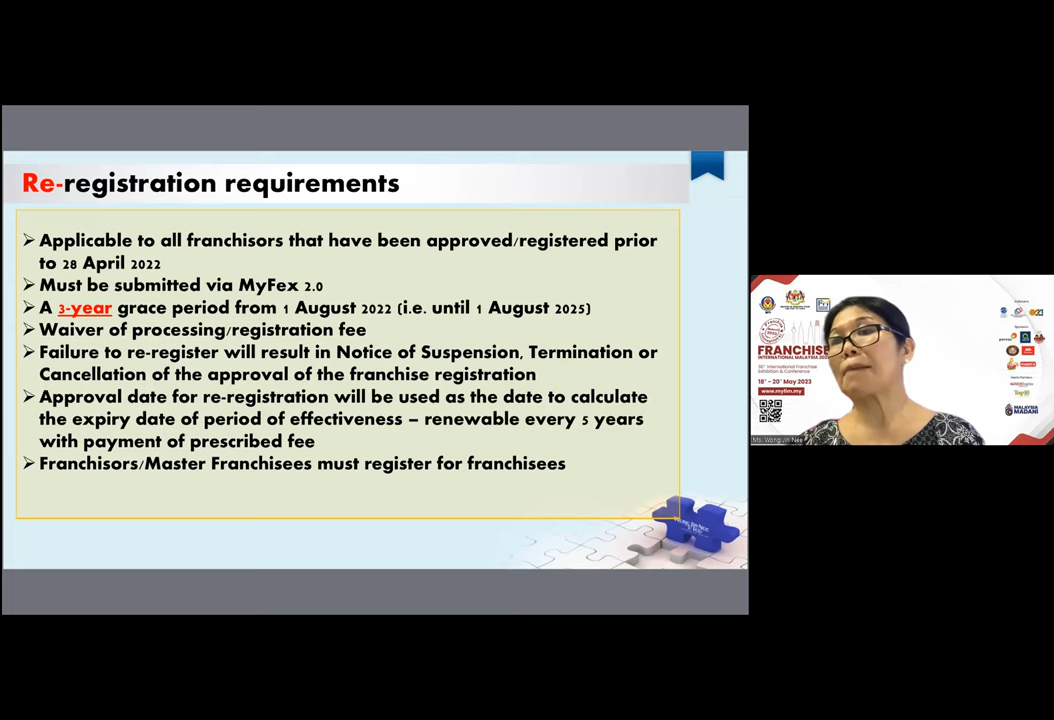 Re-registration requirements
➢ Applicable to all franchisors that have been approved/registered prior
to 28 April 2022
➢ Must be submitted via MyFex 2.0
➢ A 3-year grace period from 1 August 2022 (i.e. until 1 August 2025)
➢ Waiver of processing/registration fee
➢ Failure to re-register will result in Notice of Suspension, Termination or
Cancellation of the approval of the franchise registration
➢ Approval date for re-registration will be used as the date to calculate
the expiry date of period of effectiveness – renewable every 5 years
with payment of prescribed fee
➢ Franchisors/Master Franchisees must register for franchisees
FRANCHISE
INTERNATIONAL MALAYSIA
Exhibition & Conference
18th - 20th May 2023
www.myfim.my
MALAYSIA
MADANI
Ms. Wong Jin Nee